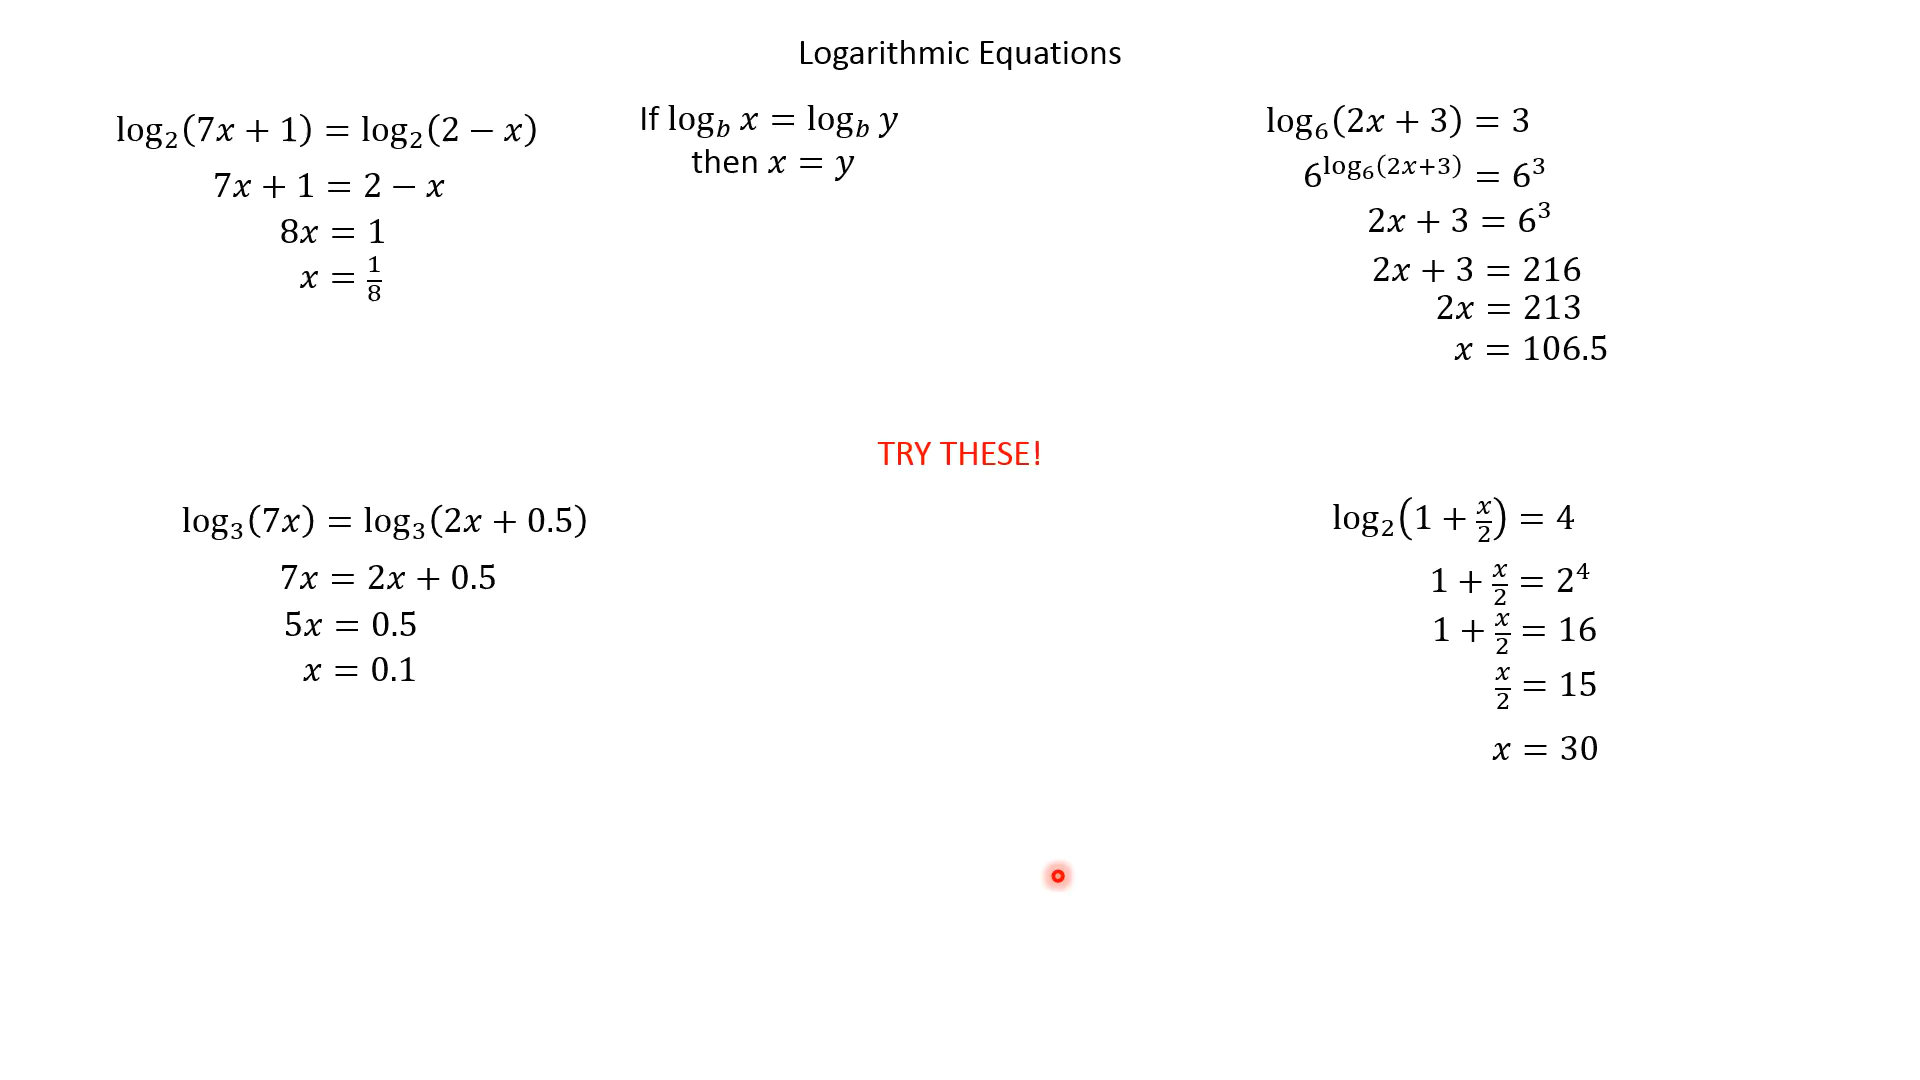 Logarithmic Equations
log₂(7x + 1) = log₂(2 − x)
7x + 1 = 2 − x
8x = 1
x = 1/8
If log_b x = log_b y
then x = y
log₆(2x + 3) = 3
6^(log₆(2x+3)) = 6³
2x + 3 = 6³
2x + 3 = 216
2x = 213
x = 106.5
TRY THESE!
log₃(7x) = log₃(2x + 0.5)
7x = 2x + 0.5
5x = 0.5
x = 0.1
log₂(1 + x/2) = 4
1 + x/2 = 2⁴
1 + x/2 = 16
x/2 = 15
x = 30